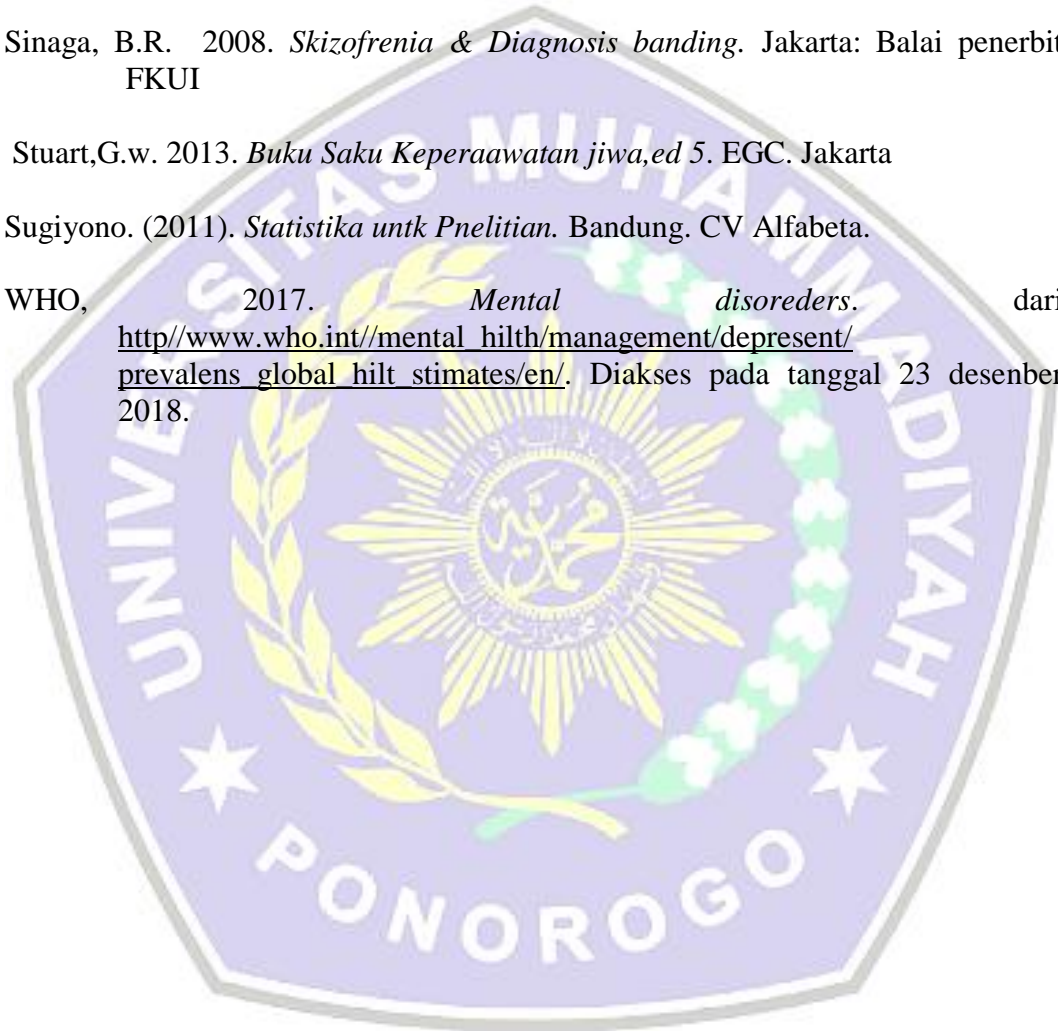 Sinaga, B.R. 2008. Skizofrenia & Diagnosis banding. Jakarta: Balai penerbit
FKUI
Stuart,G.w. 2013. Buku Saku Keperaawatan jiwa,ed 5. EGC. Jakarta
Sugiyono. (2011). Statistika untk Pnelitian. Bandung. CV Alfabeta.
WHO, 2017. Mental disoreders. dari
http//www.who.int//mental_hilth/management/depresent/
prevalens_global_hilt_stimates/en/. Diakses pada tanggal 23 desenber
2018.
UNIVERSITAS MUHAMMADIYAH
PONOROGO